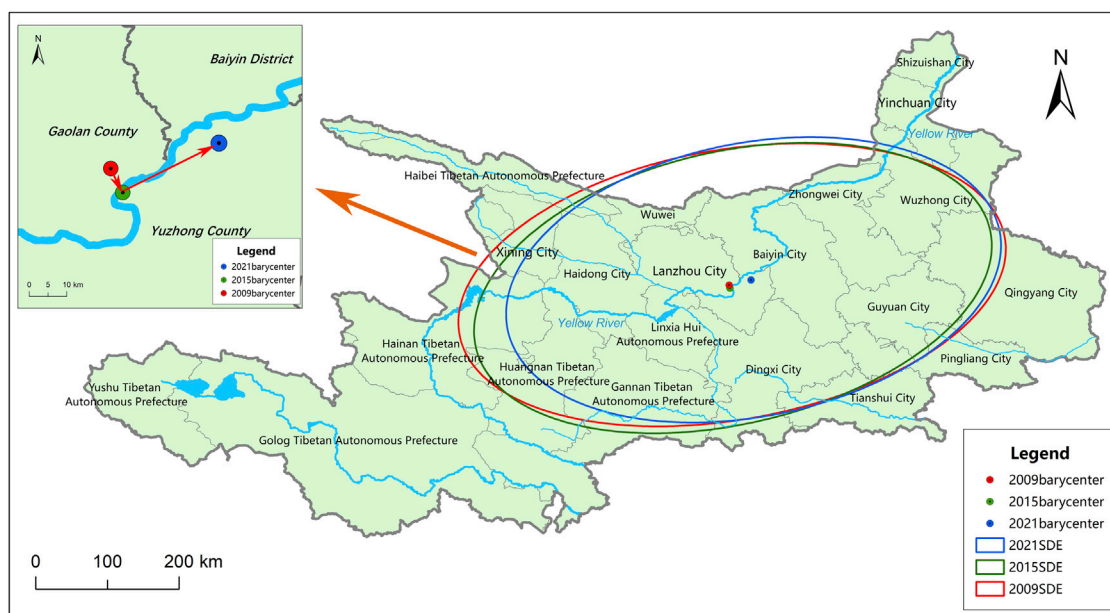 N
Baiyin District
Gaolan County
Yuzhong County
Legend
2021barycenter
2015barycenter
2009barycenter
0 5 10 km
N
Shizuishan City
Yinchuan City
Yellow River
Haibei Tibetan Autonomous Prefecture
Zhongwei City
Wuzhong City
Wuwei
Xining City
Haidong City
Lanzhou City
Baiyin City
Qingyang City
Guyuan City
Yellow River
Linxia Hui
Autonomous Prefecture
Hainan Tibetan
Autonomous Prefecture
Pingliang City
Huangnan Tibetan
Autonomous Prefecture
Dingxi City
Gannan Tibetan
Autonomous Prefecture
Tianshui City
Yushu Tibetan
Autonomous Prefecture
Golog Tibetan Autonomous Prefecture
Legend
2009barycenter
2015barycenter
2021barycenter
2021SDE
2015SDE
2009SDE
0 100 200 km